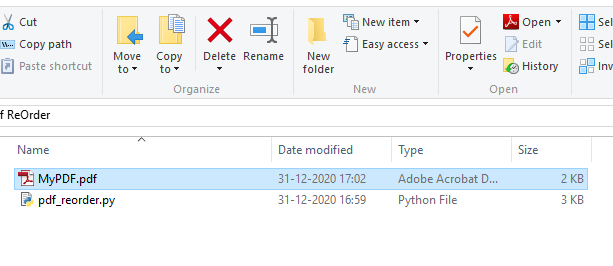 Cut
Copy path
Paste shortcut
Move to
Copy to
Delete
Rename
New folder
New item
Easy access
Properties
Open
Edit
History
Sel
Sel
Inv
Organize
New
Open
f ReOrder
Name Date modified Type Size
MyPDF.pdf 31-12-2020 17:02 Adobe Acrobat D... 2 KB
pdf_reorder.py 31-12-2020 16:59 Python File 3 KB